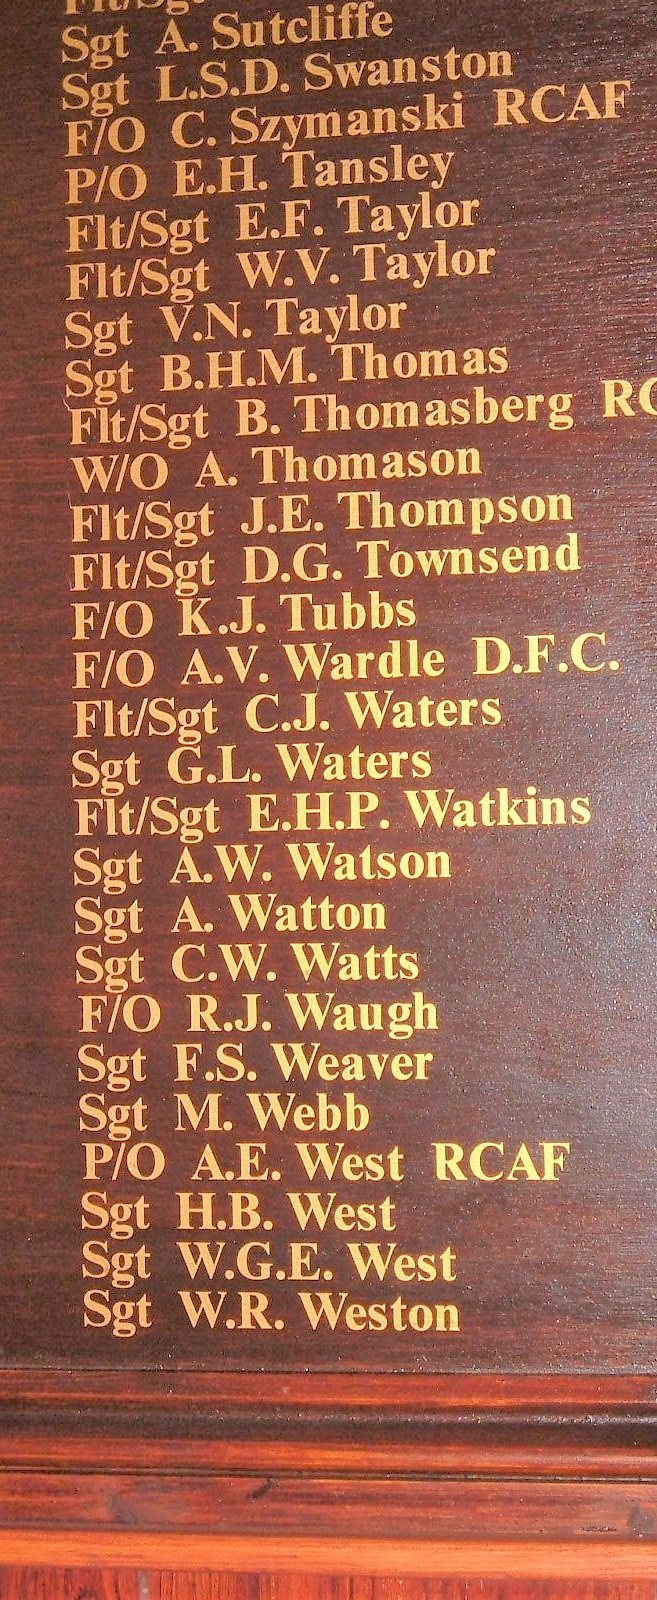 Flt/Sgt
Sgt A. Sutcliffe
Sgt L.S.D. Swanston
F/O C. Szymanski RCAF
P/O E.H. Tansley
Flt/Sgt E.F. Taylor
Flt/Sgt W.V. Taylor
Sgt V.N. Taylor
Sgt B.H.M. Thomas
Flt/Sgt B. Thomasberg
W/O A. Thomason
Flt/Sgt J.E. Thompson
Flt/Sgt D.G. Townsend
F/O K.J. Tubbs
F/O A.V. Wardle D.F.C.
Flt/Sgt C.J. Waters
Sgt G.L. Waters
Flt/Sgt E.H.P. Watkins
Sgt A.W. Watson
Sgt A. Watton
Sgt C.W. Watts
F/O R.J. Waugh
Sgt F.S. Weaver
Sgt M. Webb
P/O A.E. West RCAF
Sgt H.B. West
Sgt W.G.E. West
Sgt W.R. Weston